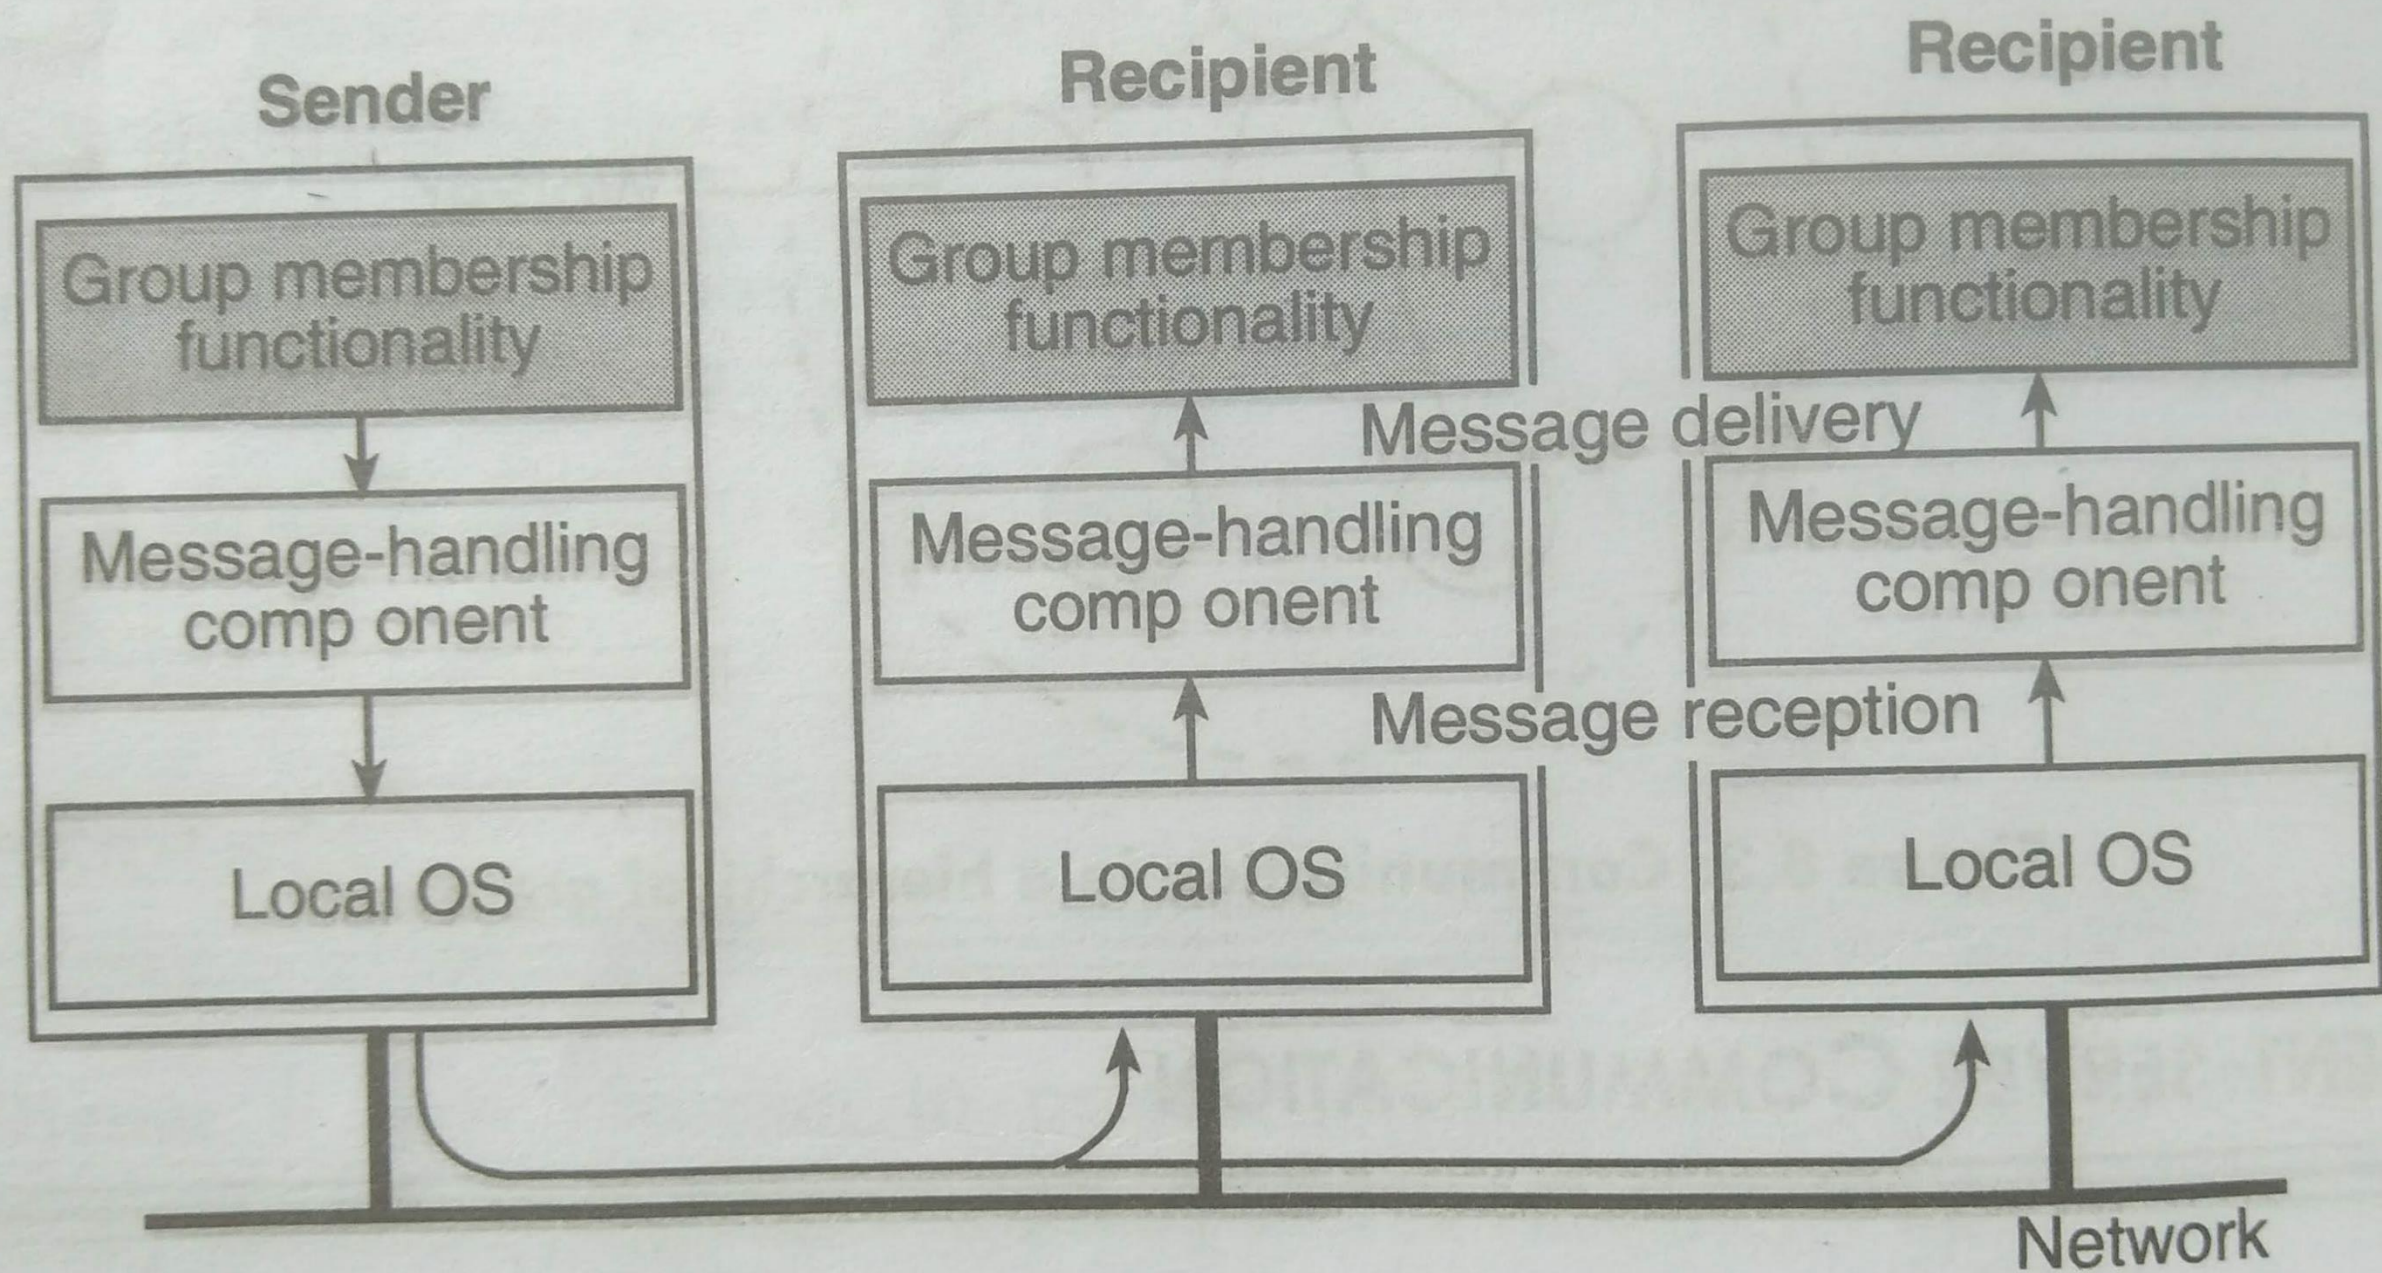 Sender
Recipient
Recipient
Group membership
functionality
Group membership
functionality
Group membership
functionality
Message delivery
Message-handling
comp onent
Message-handling
comp onent
Message-handling
comp onent
Message reception
Local OS
Local OS
Local OS
Network